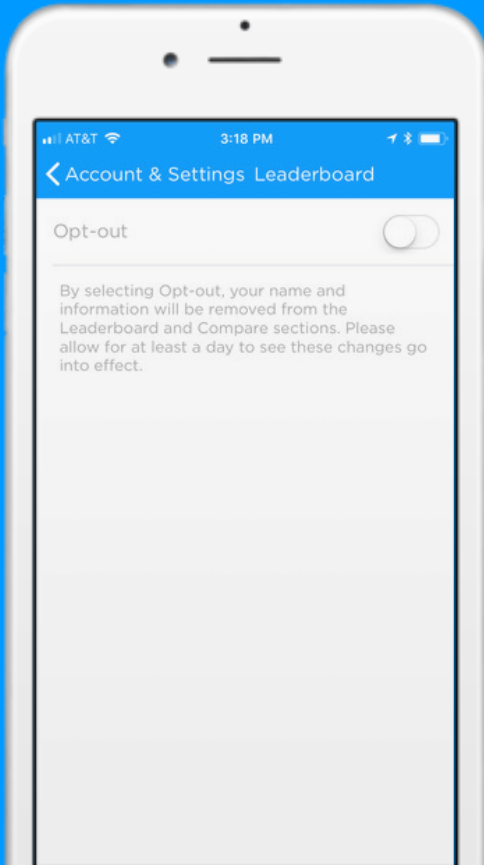 AT&T 3:18 PM
Account & Settings Leaderboard
Opt-out
By selecting Opt-out, your name and
information will be removed from the
Leaderboard and Compare sections. Please
allow for at least a day to see these changes go
into effect.